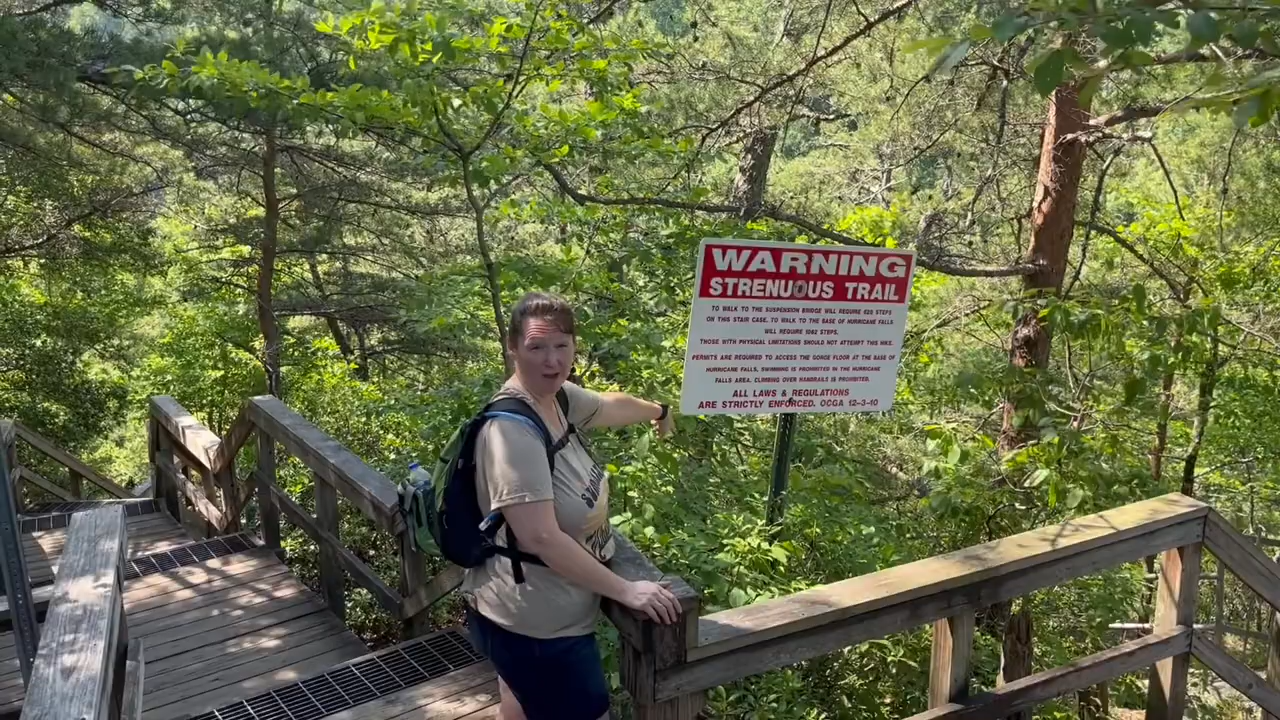 WARNING
STRENUOUS TRAIL
TO WALK TO THE SUSPENSION BRIDGE WILL REQUIRE 620 STEPS
ON THIS STAIR CASE. TO WALK TO THE BASE OF HURRICANE FALLS
WILL REQUIRE 1062 STEPS.
THOSE WITH PHYSICAL LIMITATIONS SHOULD NOT ATTEMPT THIS HIKE.
PERMITS ARE REQUIRED TO ACCESS THE GORGE FLOOR AT THE BASE OF
HURRICANE FALLS. SWIMMING IS PROHIBITED IN THE HURRICANE
FALLS AREA. CLIMBING OVER HANDRAILS IS PROHIBITED.
ALL LAWS & REGULATIONS
ARE STRICTLY ENFORCED. OCGA 12-3-10